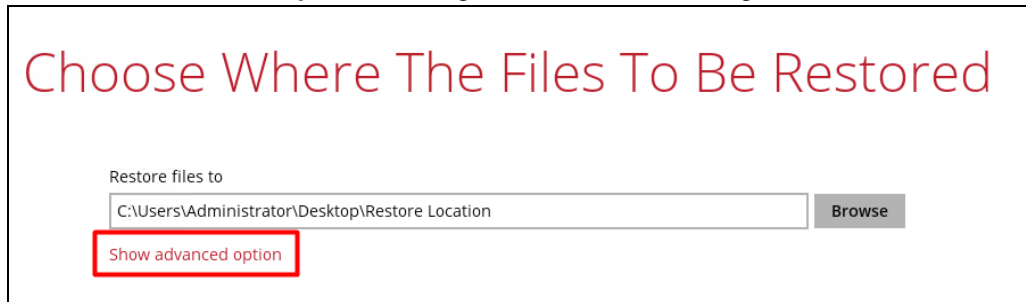 Choose Where The Files To Be Restored
Restore files to
C:\Users\Administrator\Desktop\Restore Location
Browse
Show advanced option